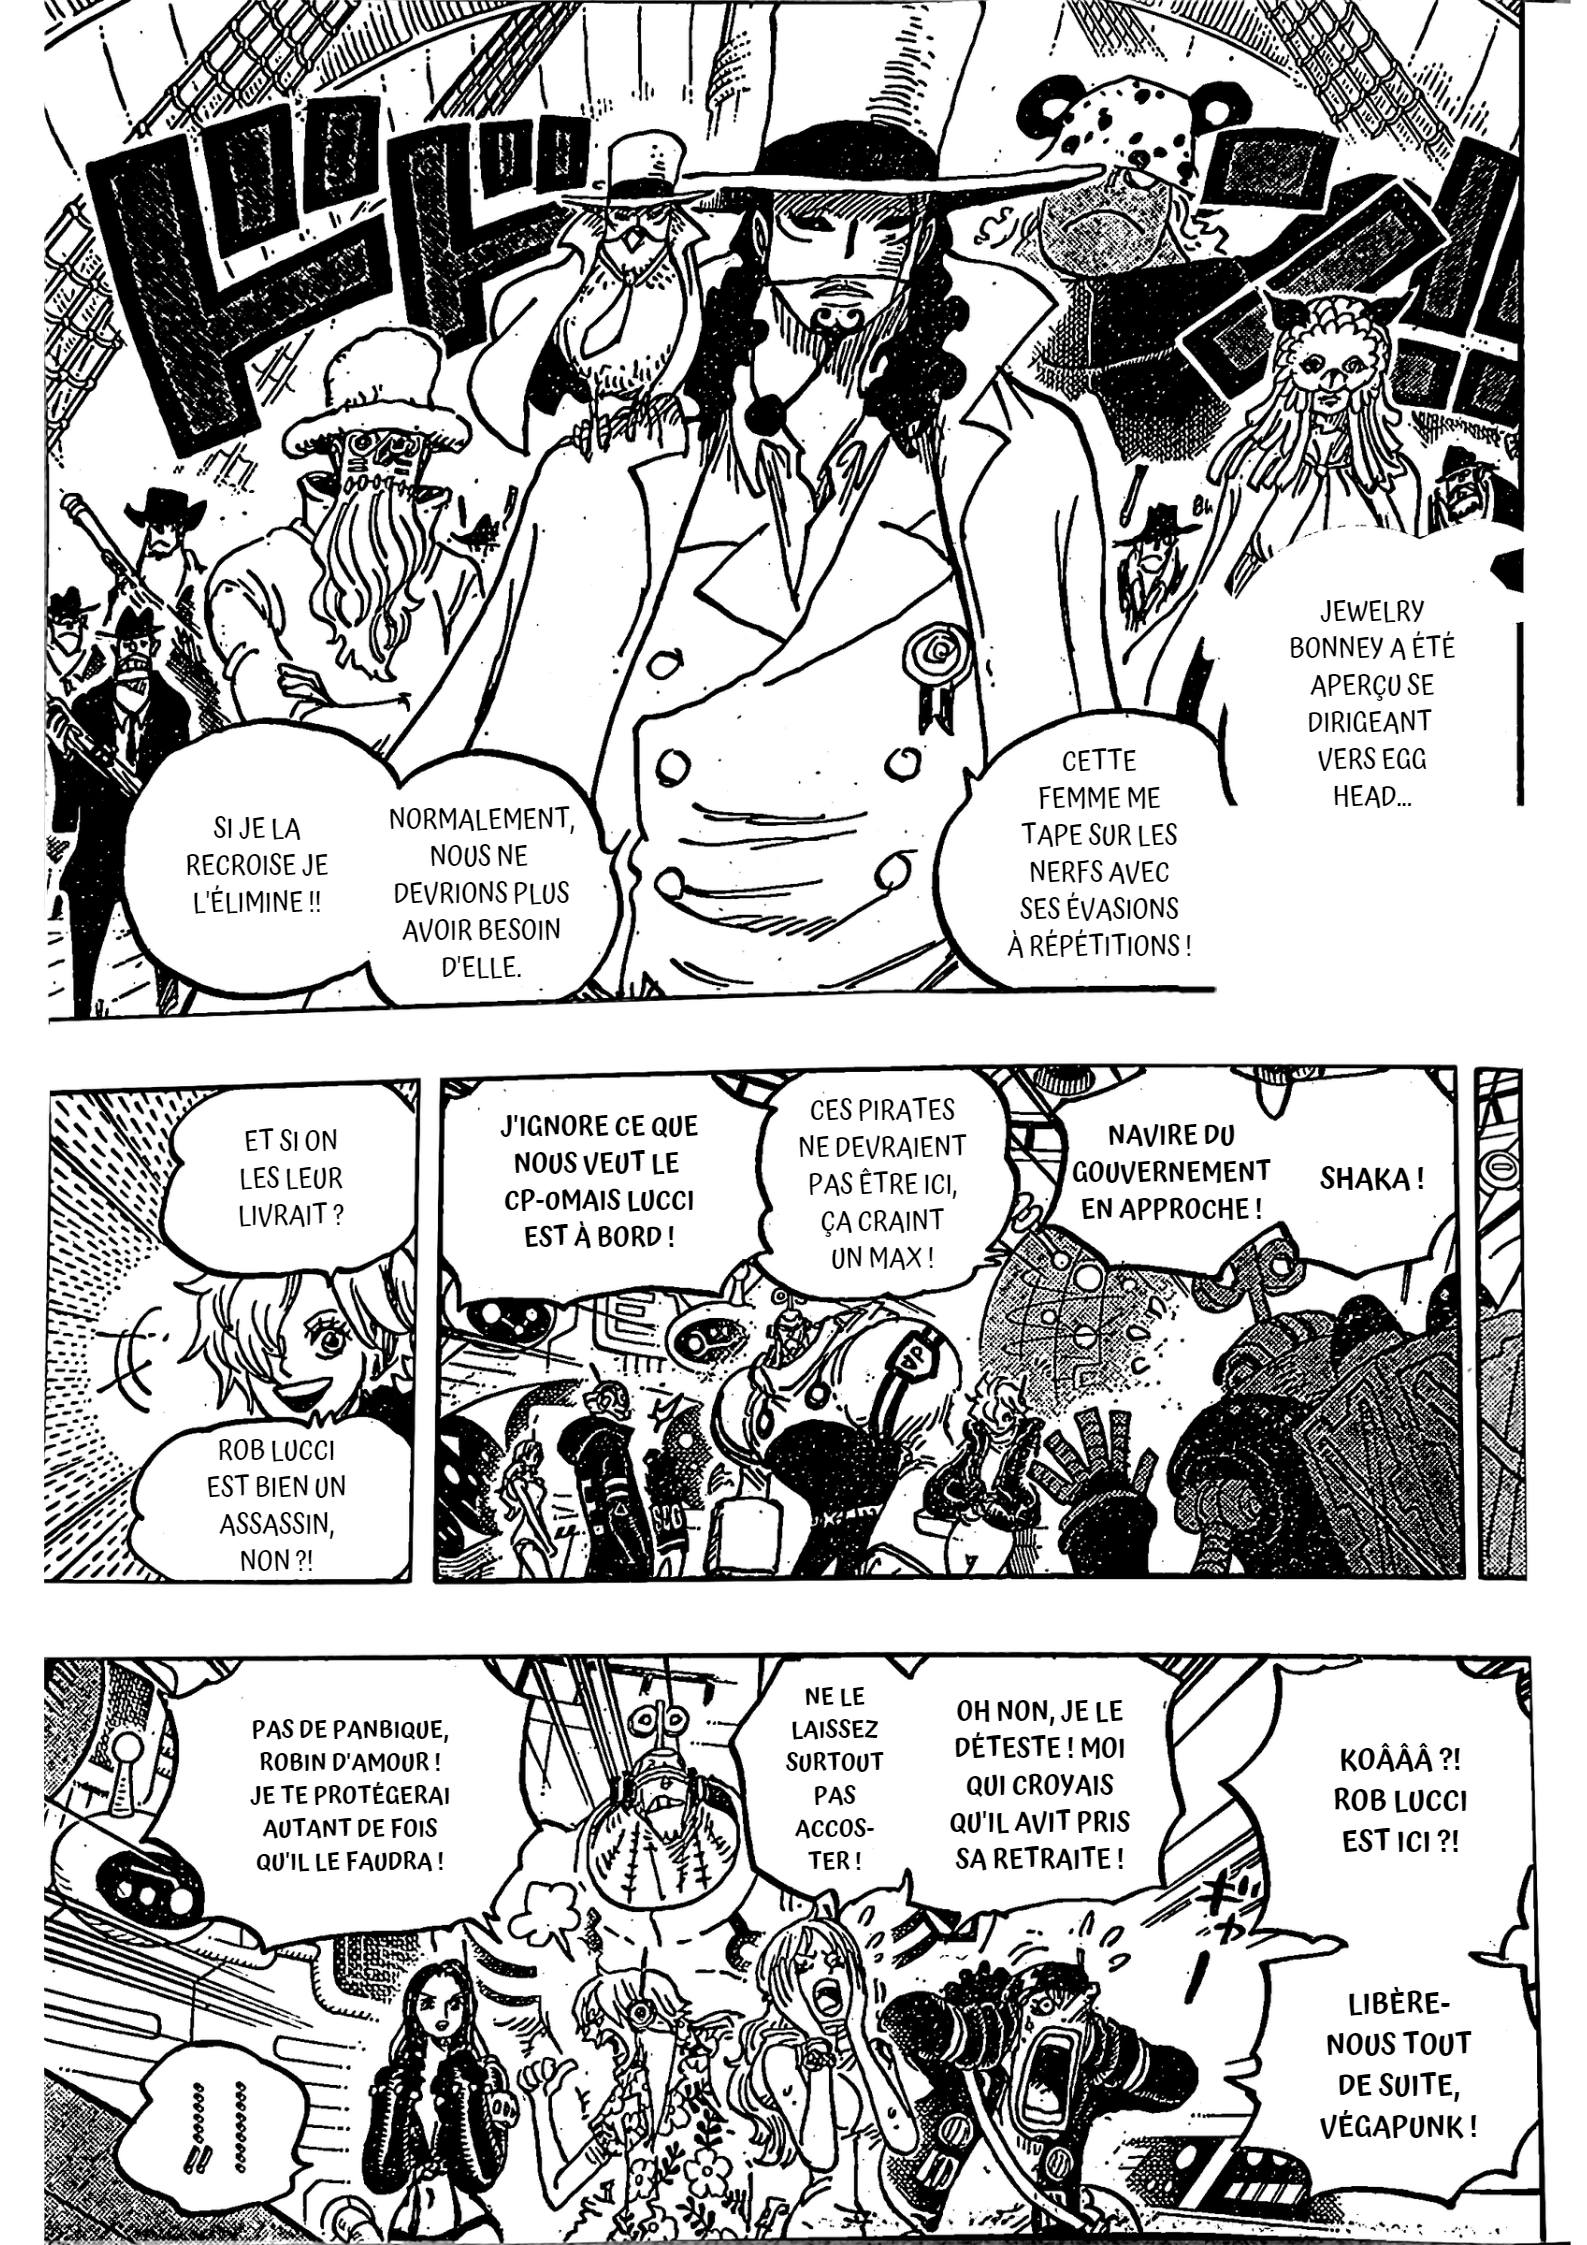 JEWELRY
BONNEY A ÉTÉ
APERÇU SE
DIRIGEANT
VERS EGG
HEAD...
CETTE
FEMME ME
TAPE SUR LES
NERFS AVEC
SES ÉVASIONS
À RÉPÉTITIONS !
NORMALEMENT,
NOUS NE
DEVRIONS PLUS
AVOIR BESOIN
D'ELLE.
SI JE LA
RECROISE JE
L'ÉLIMINE !!
SHAKA !
NAVIRE DU
GOUVERNEMENT
EN APPROCHE !
CES PIRATES
NE DEVRAIENT
PAS ÊTRE ICI,
ÇA CRAINT
UN MAX !
J'IGNORE CE QUE
NOUS VEUT LE
CP-0MAIS LUCCI
EST À BORD !
ET SI ON
LES LEUR
LIVRAIT ?
ROB LUCCI
EST BIEN UN
ASSASSIN,
NON ?!
KOÂÂÂ ?!
ROB LUCCI
EST ICI ?!
LIBÈRE-
NOUS TOUT
DE SUITE,
VÉGAPUNK !
OH NON, JE LE
DÉTESTE ! MOI
QUI CROYAIS
QU'IL AVIT PRIS
SA RETRAITE !
NE LE
LAISSEZ
SURTOUT
PAS
ACCOS-
TER !
PAS DE PANBIQUE,
ROBIN D'AMOUR !
JE TE PROTÉGERAI
AUTANT DE FOIS
QU'IL LE FAUDRA !